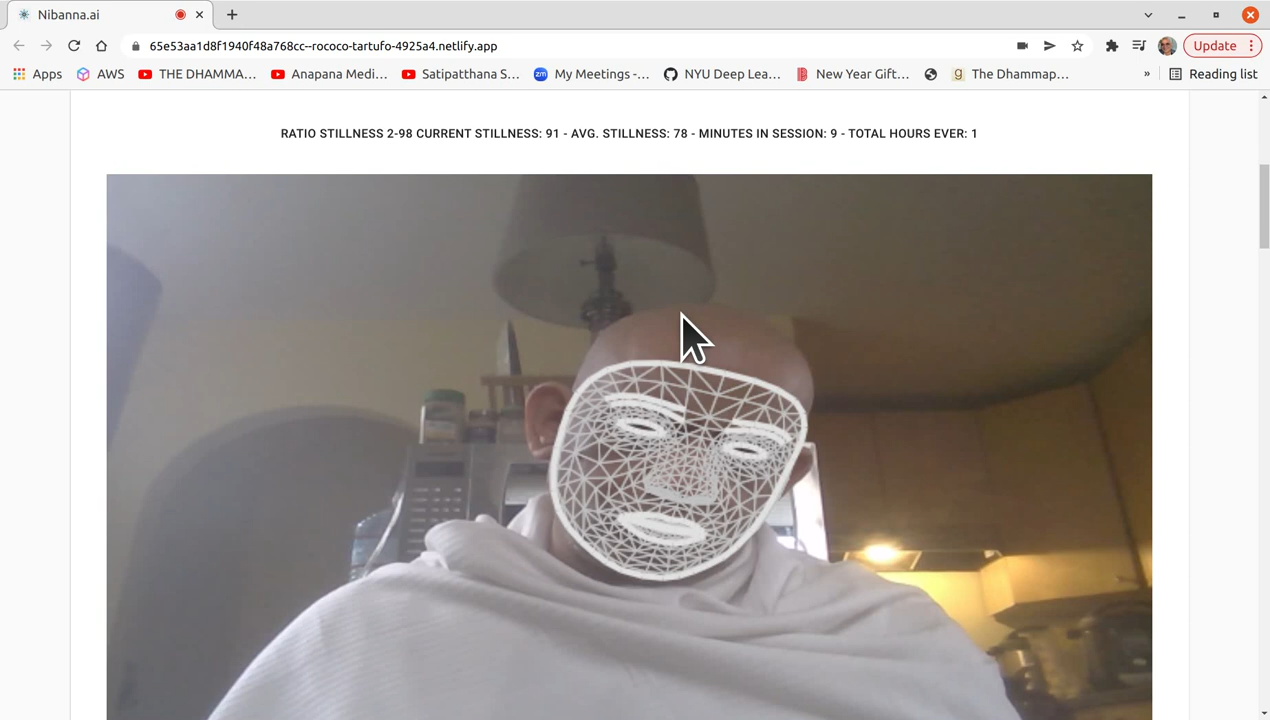 Nibanna.ai
65e53aa1d8f1940f48a768cc--rococo-tartufo-4925a4.netlify.app
Update
Apps AWS THE DHAMMA... Anapana Medi... Satipatthana S... My Meetings -... NYU Deep Lea... New Year Gift... The Dhammap... » Reading list
RATIO STILLNESS 2-98 CURRENT STILLNESS: 91 - AVG. STILLNESS: 78 - MINUTES IN SESSION: 9 - TOTAL HOURS EVER: 1